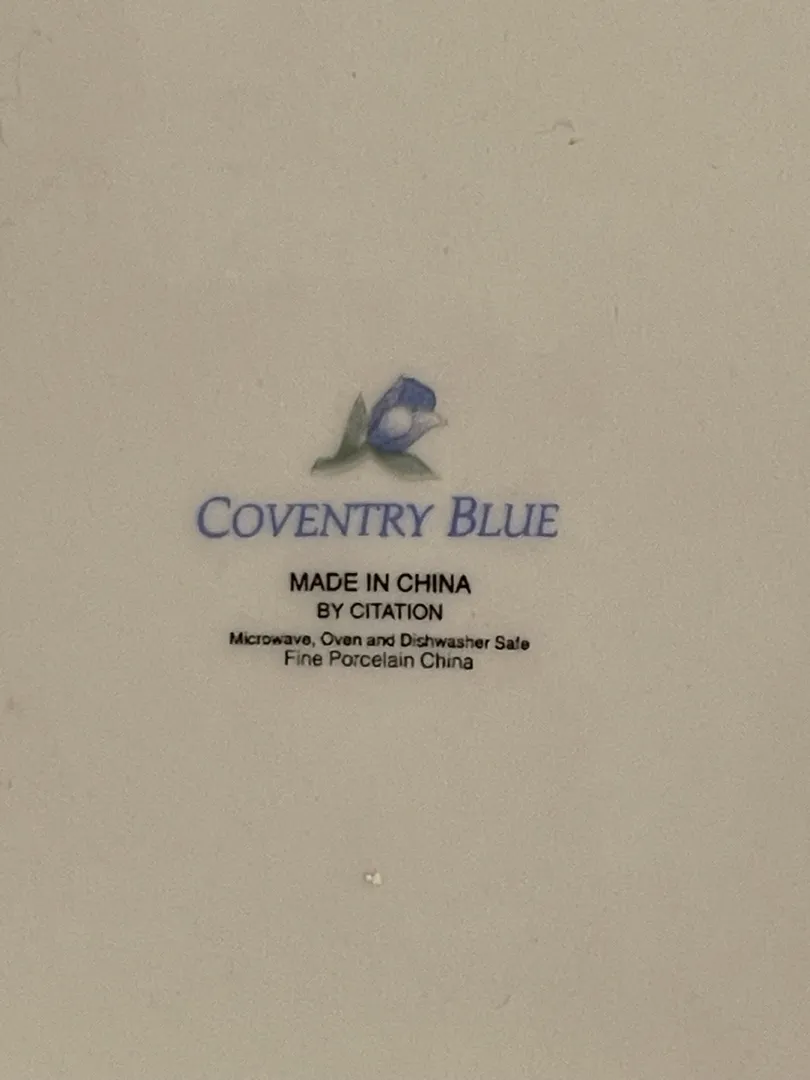 COVENTRY BLUE
MADE IN CHINA
BY CITATION
Microwave, Oven and Dishwasher Safe
Fine Porcelain China